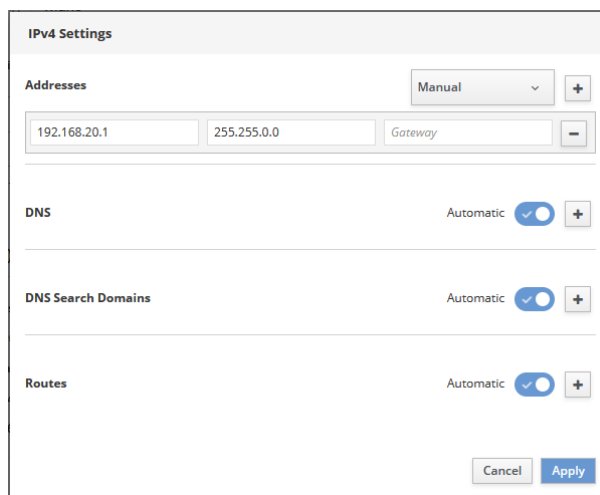 IPv4 Settings
Addresses
Manual
192.168.20.1
255.255.0.0
Gateway
DNS
Automatic
DNS Search Domains
Automatic
Routes
Automatic
Cancel
Apply